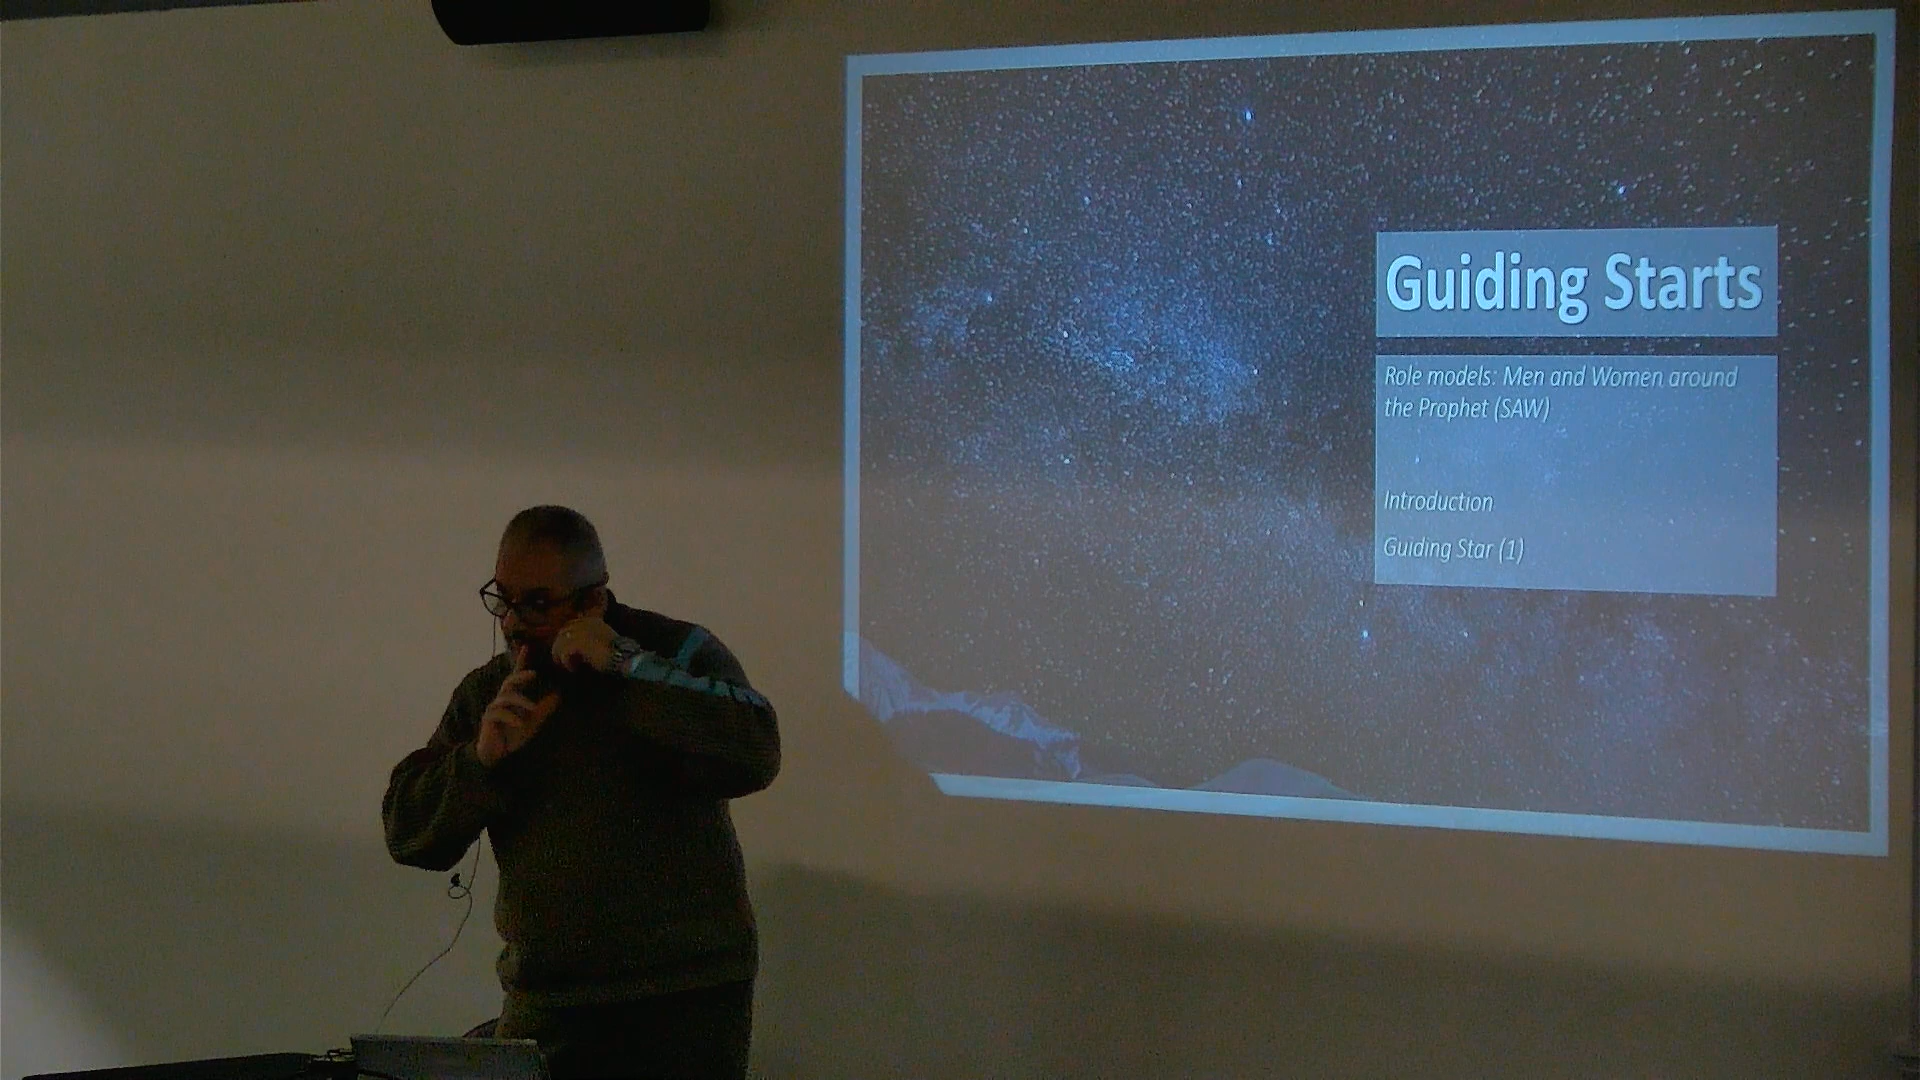 Guiding Starts
Role models: Men and Women around
the Prophet (SAW)
Introduction
Guiding Star (1)